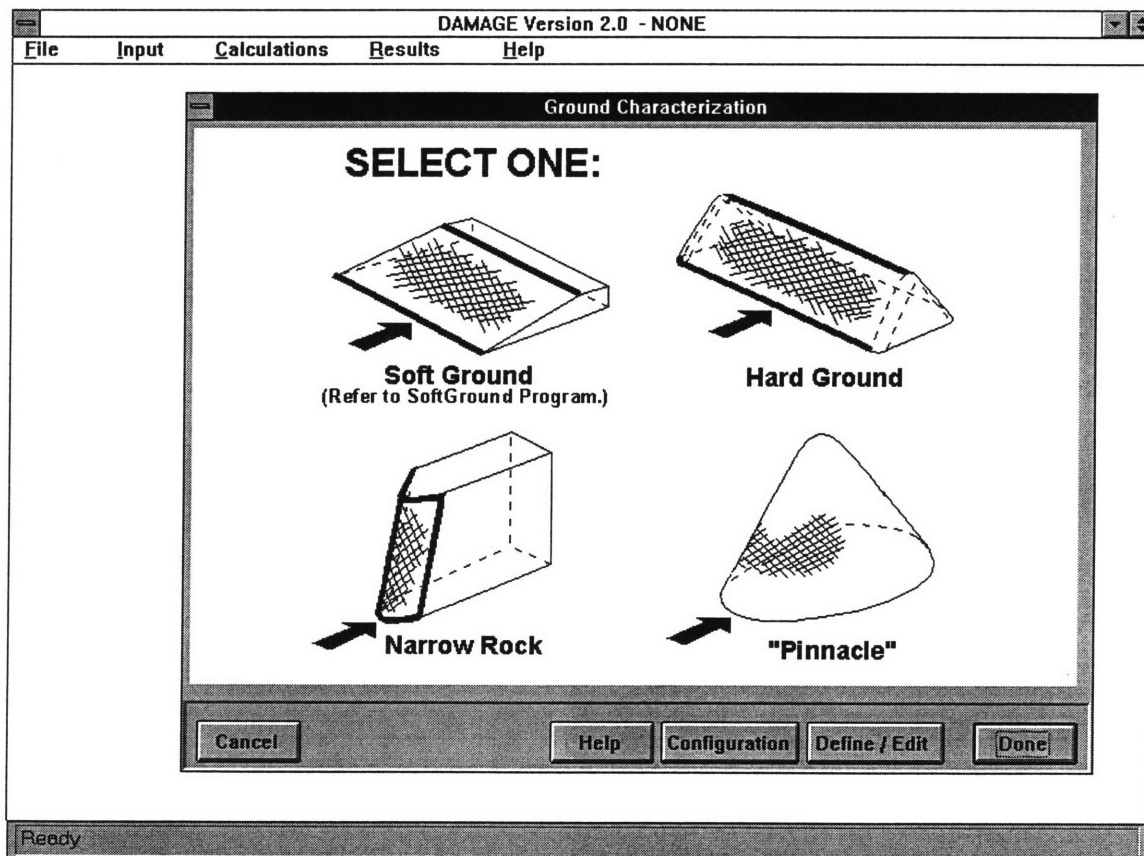 DAMAGE Version 2.0 - NONE
File Input Calculations Results Help
Ground Characterization
SELECT ONE:
Soft Ground
(Refer to SoftGround Program.)
Hard Ground
Narrow Rock
"Pinnacle"
Cancel Help Configuration Define / Edit Done
Ready